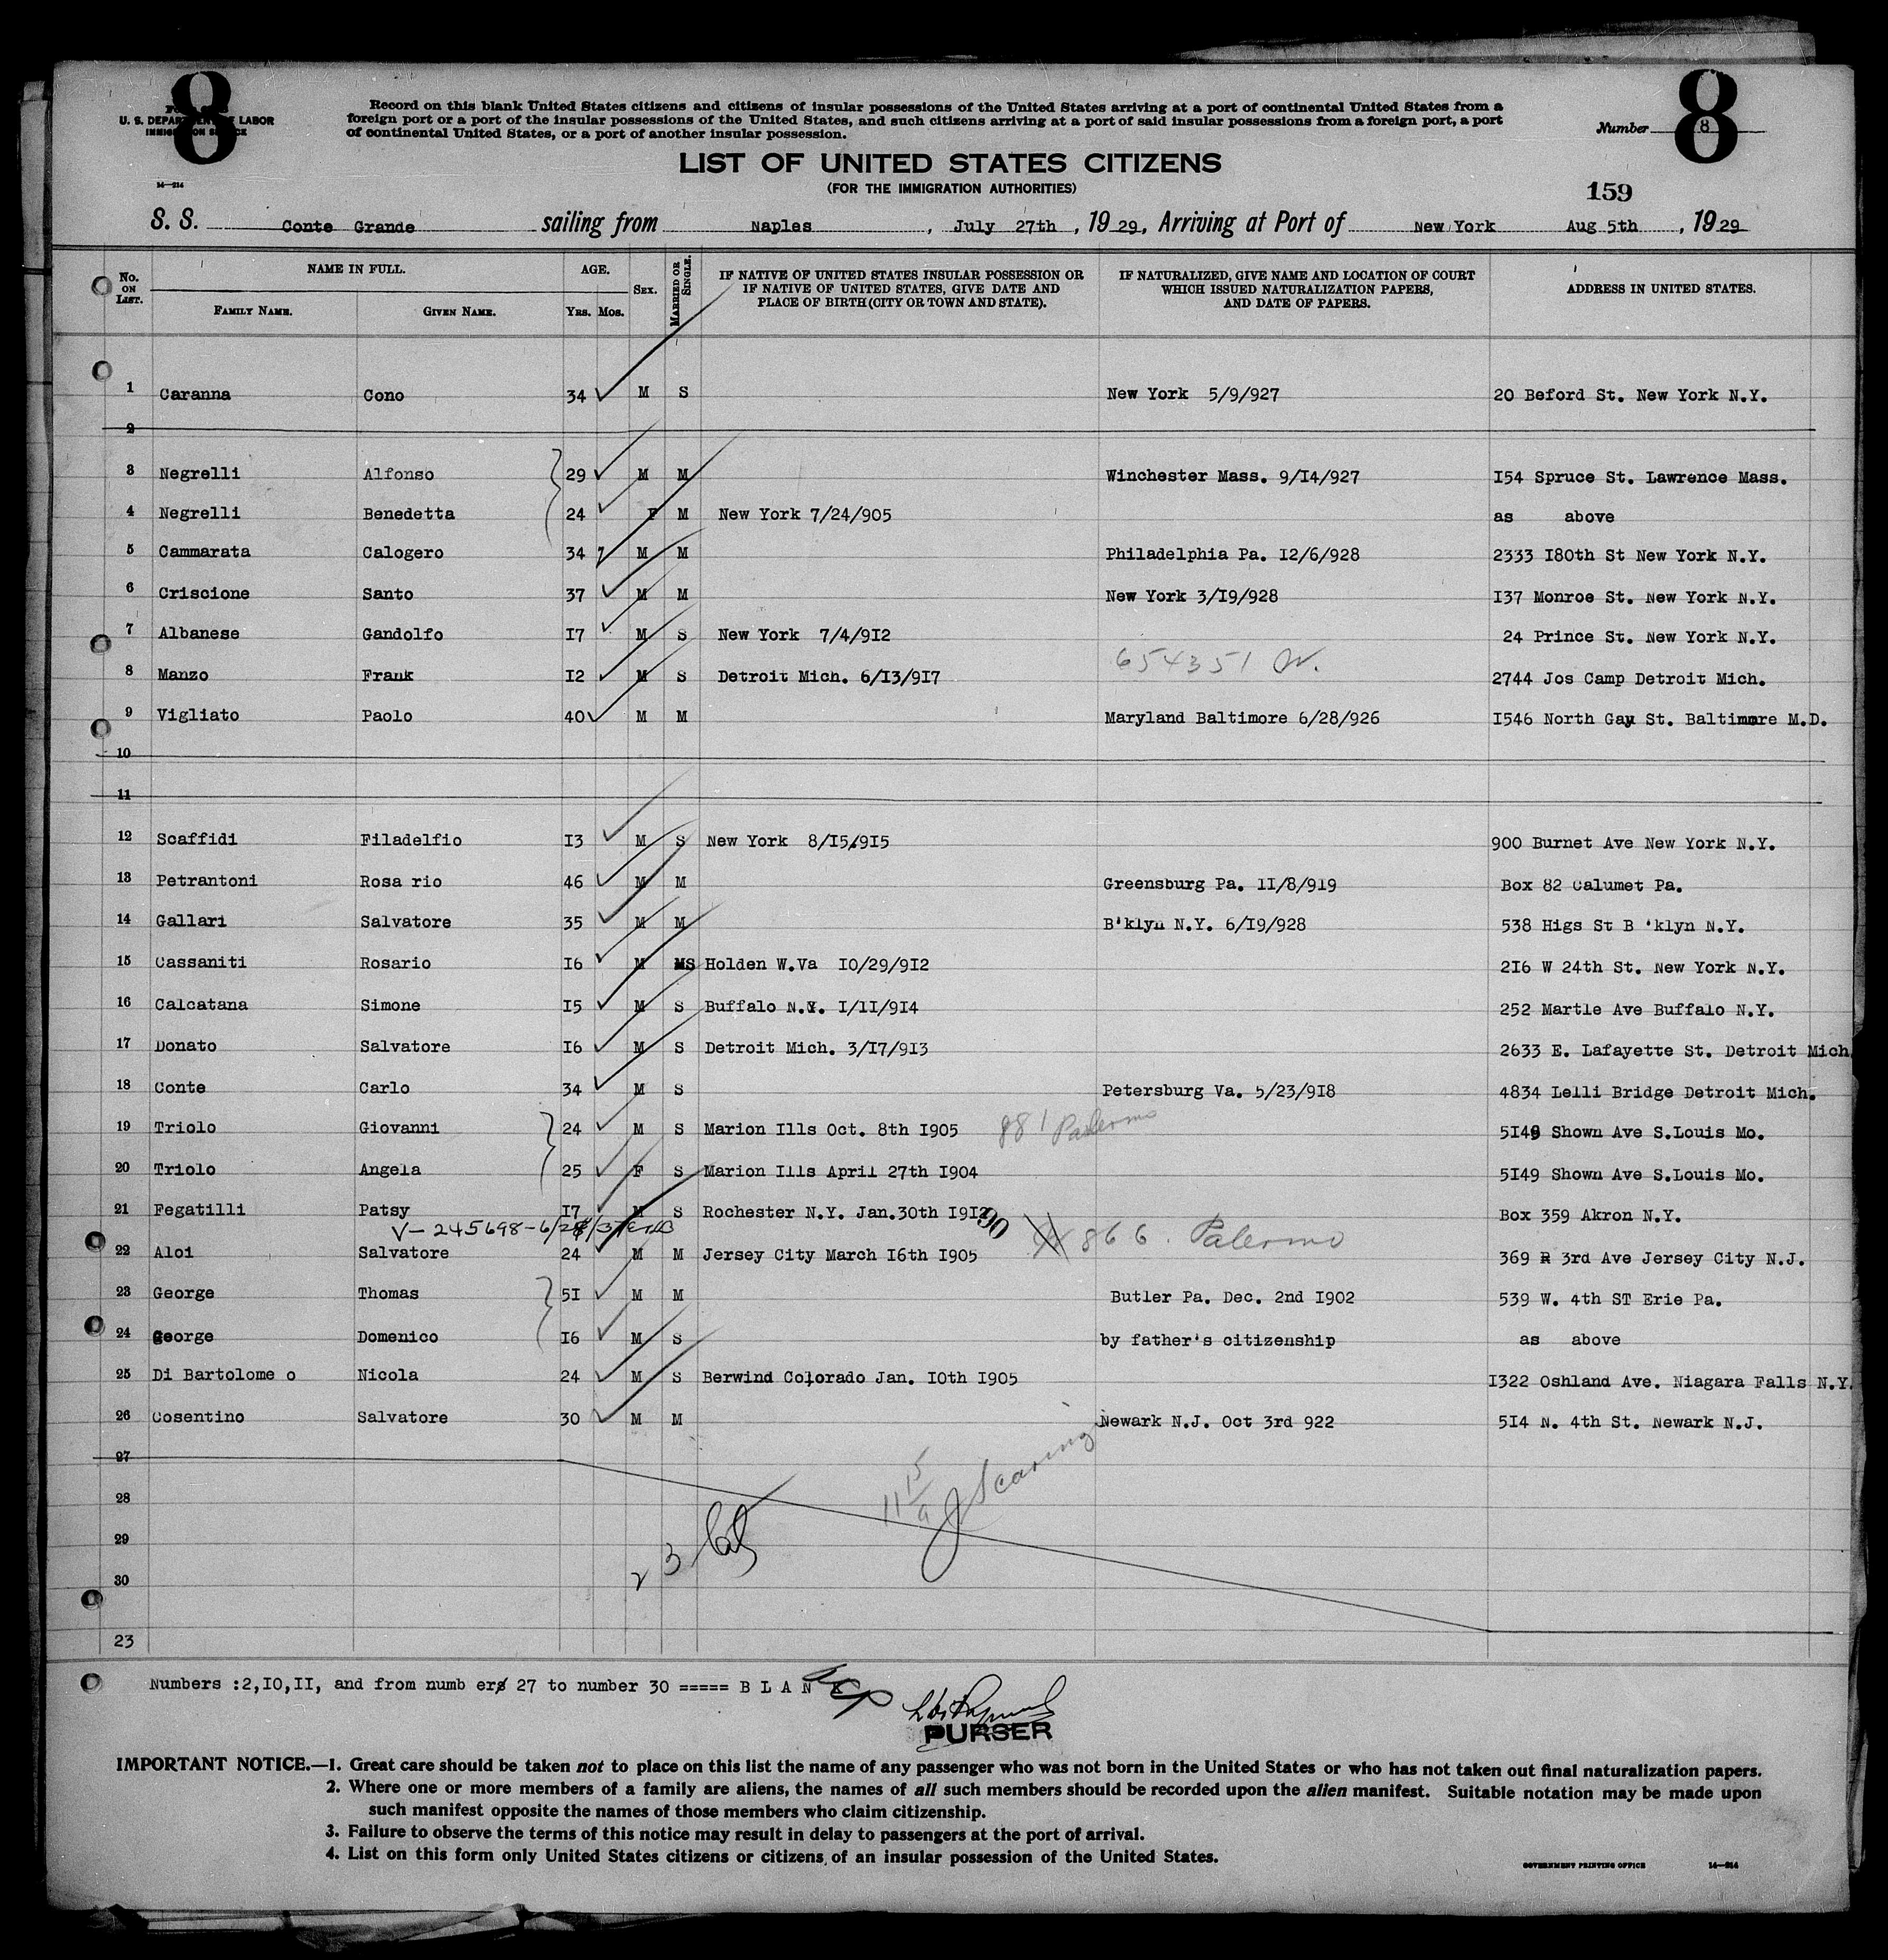 8
8
Record on this blank United States citizens and citizens of insular possessions of the United States arriving at a port of continental United States from a
U. S. DEPARTMENT OF LABOR
foreign port or a port of the insular possessions of the United States, and such citizens arriving at a port of said insular possessions from a foreign port, a port
IMMIGRATION SERVICE
of continental United States, or a port of another insular possession.
Number 8
LIST OF UNITED STATES CITIZENS
(FOR THE IMMIGRATION AUTHORITIES)
14—214
159
S. S. Conte Grande sailing from Naples, July 27th, 1929, Arriving at Port of New York Aug 5th, 1929
No. ON LIST. NAME IN FULL. AGE. SEX. MARRIED OR SINGLE. IF NATIVE OF UNITED STATES INSULAR POSSESSION OR IF NATIVE OF UNITED STATES, GIVE DATE AND PLACE OF BIRTH (CITY OR TOWN AND STATE). IF NATURALIZED, GIVE NAME AND LOCATION OF COURT WHICH ISSUED NATURALIZATION PAPERS, AND DATE OF PAPERS. ADDRESS IN UNITED STATES.
FAMILY NAME. GIVEN NAME. YRS. MOS.
1 Caranna Cono 34 M S New York 5/9/927 20 Beford St. New York N.Y.
2
3 Negrelli Alfonso 29 M M Winchester Mass. 9/I4/927 I54 Spruce St. Lawrence Mass.
4 Negrelli Benedetta 24 F M New York 7/24/905 as above
5 Cammarata Calogero 34 M M Philadelphia Pa. I2/6/928 2333 I80th St New York N.Y.
6 Criscione Santo 37 M M New York 3/I9/928 I37 Monroe St. New York N.Y.
7 Albanese Gandolfo I7 M S New York 7/4/9I2 24 Prince St. New York N.Y.
654351
8 Manzo Frank I2 M S Detroit Mich. 6/I3/9I7 2744 Jos Camp Detroit Mich.
9 Vigliato Paolo 40 M M Maryland Baltimore 6/28/926 I546 North Gay St. Baltimore M.D.
10
11
12 Scaffidi Filadelfio I3 M S New York 8/I5/9I5 900 Burnet Ave New York N.Y.
13 Petrantoni Rosa rio 46 M M Greensburg Pa. II/8/9I9 Box 82 Calumet Pa.
14 Gallari Salvatore 35 M M B'klyn N.Y. 6/I9/928 538 Higs St B 'klyn N.Y.
15 Cassaniti Rosario I6 M MS Holden W.Va I0/29/9I2 2I6 W 24th St. New York N.Y.
16 Calcatana Simone I5 M S Buffalo N.Y. I/II/9I4 252 Martle Ave Buffalo N.Y.
17 Donato Salvatore I6 M S Detroit Mich. 3/I7/9I3 2633 E. Lafayette St. Detroit Mich
18 Conte Carlo 34 M S Petersburg Va. 5/23/9I8 4834 Lelli Bridge Detroit Mich.
19 Triolo Giovanni 24 M S Marion Ills Oct. 8th I905 881 Palermo 5I49 Shown Ave S.Louis Mo.
20 Triolo Angela 25 F S Marion Ills April 27th I904 5I49 Shown Ave S.Louis Mo.
21 Fegatilli Patsy I7 M S Rochester N.Y. Jan.30th I9I2 Box 359 Akron N.Y.
V-245698-6/28/37 90 866. Palermo
22 Aloi Salvatore 24 M M Jersey City March I6th I905 369 R 3rd Ave Jersey City N.J.
23 George Thomas 5I M M Butler Pa. Dec. 2nd I902 539 W. 4th ST Erie Pa.
24 George Domenico I6 M S by father's citizenship as above
25 Di Bartolome o Nicola 24 M S Berwind Colorado Jan. I0th I905 I322 Oshland Ave. Niagara Falls N.Y.
26 Cosentino Salvatore 30 M M Newark N.J. Oct 3rd 922 5I4 N. 4th St. Newark N.J.
27
28
29
23
30
23
Numbers :2,I0,II, and from numb ers 27 to number 30 ===== B L A N K
PURSER
IMPORTANT NOTICE.—1. Great care should be taken not to place on this list the name of any passenger who was not born in the United States or who has not taken out final naturalization papers.
2. Where one or more members of a family are aliens, the names of all such members should be recorded upon the alien manifest. Suitable notation may be made upon
such manifest opposite the names of those members who claim citizenship.
3. Failure to observe the terms of this notice may result in delay to passengers at the port of arrival.
4. List on this form only United States citizens or citizens of an insular possession of the United States.
GOVERNMENT PRINTING OFFICE 14—214